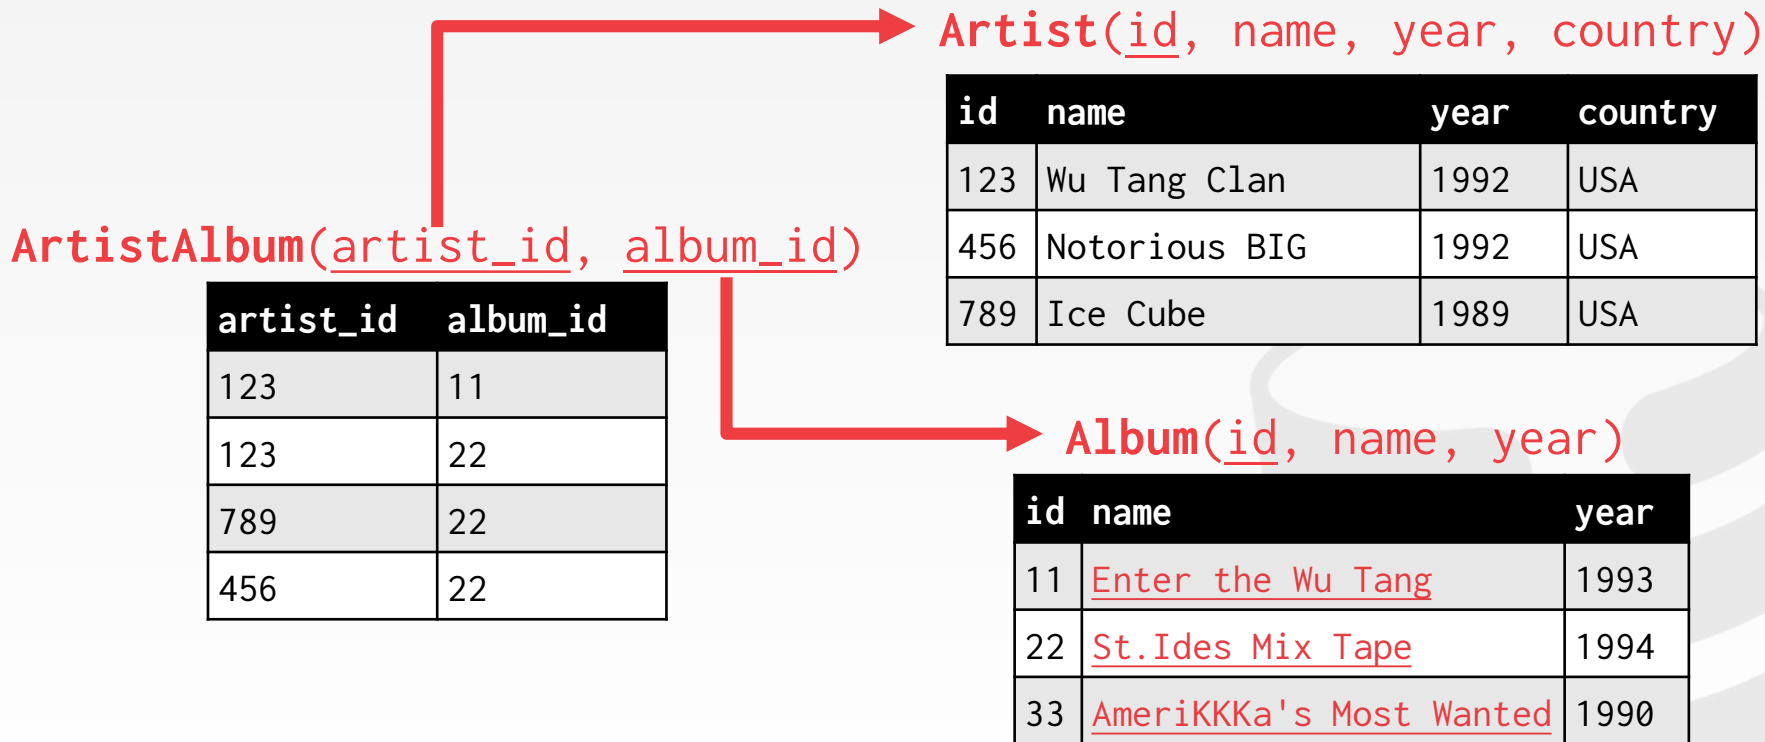 Artist(id, name, year, country)
id name year country
123 Wu Tang Clan 1992 USA
456 Notorious BIG 1992 USA
789 Ice Cube 1989 USA
ArtistAlbum(artist_id, album_id)
artist_id album_id
123 11
123 22
789 22
456 22
Album(id, name, year)
id name year
11 Enter the Wu Tang 1993
22 St.Ides Mix Tape 1994
33 AmeriKKKa's Most Wanted 1990